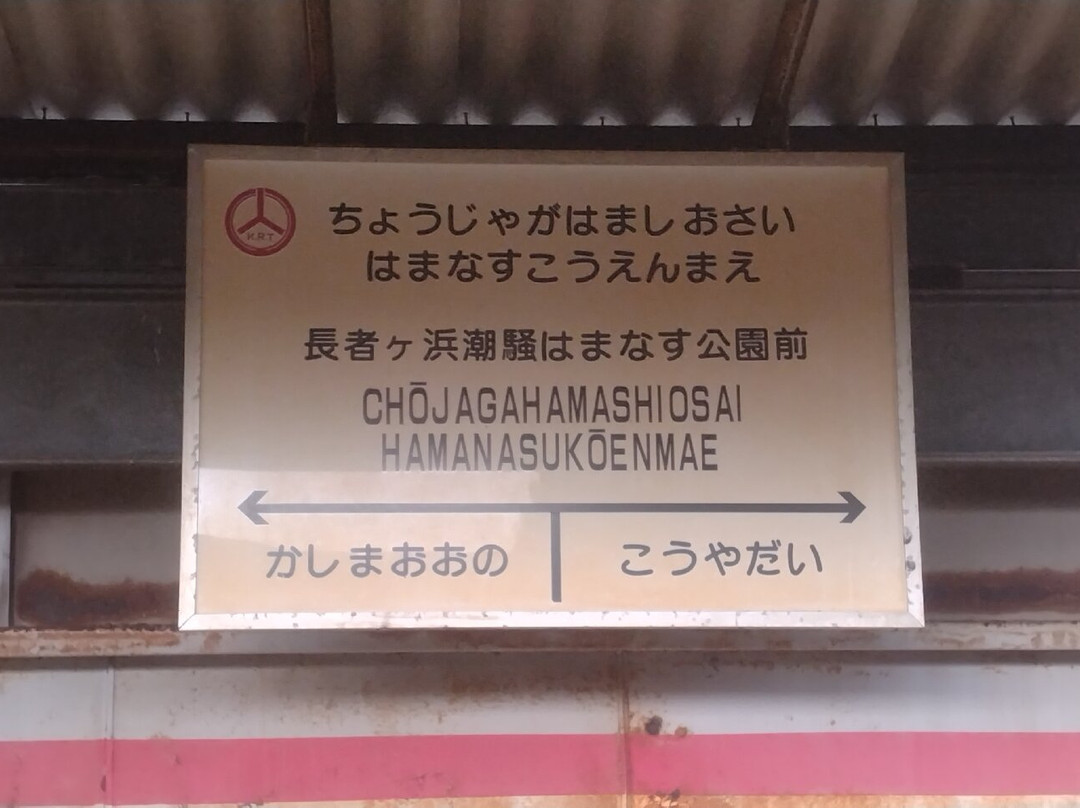 K.R.T
ちょうじゃがはましおさい
はまなすこうえんまえ
長者ヶ浜潮騒はまなす公園前
CHŌJAGAHAMASHIOSAI
HAMANASUKŌENMAE
かしまおおの こうやだい